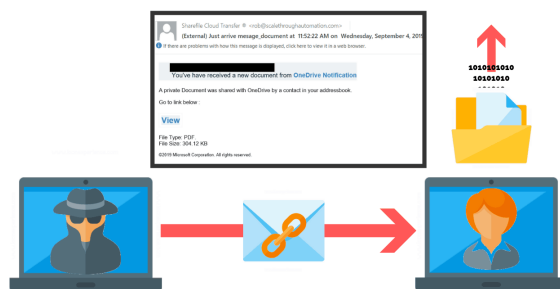 Sharefile Cloud Transfer <rob@scalethroughautomation.com>
(External) Just arrive mesage_document at 11:52:22 AM on Wednesday, September 4, 2019
If there are problems with how this message is displayed, click here to view it in a web browser.
You've have received a new document from OneDrive Notification
A private Document was shared with OneDrive by a contact in your addressbook.
Go to link below :
View
File Type: PDF.
File Size: 304.12 KB
©2019 Microsoft Corporation. All rights reserved.
1010101010
10101010